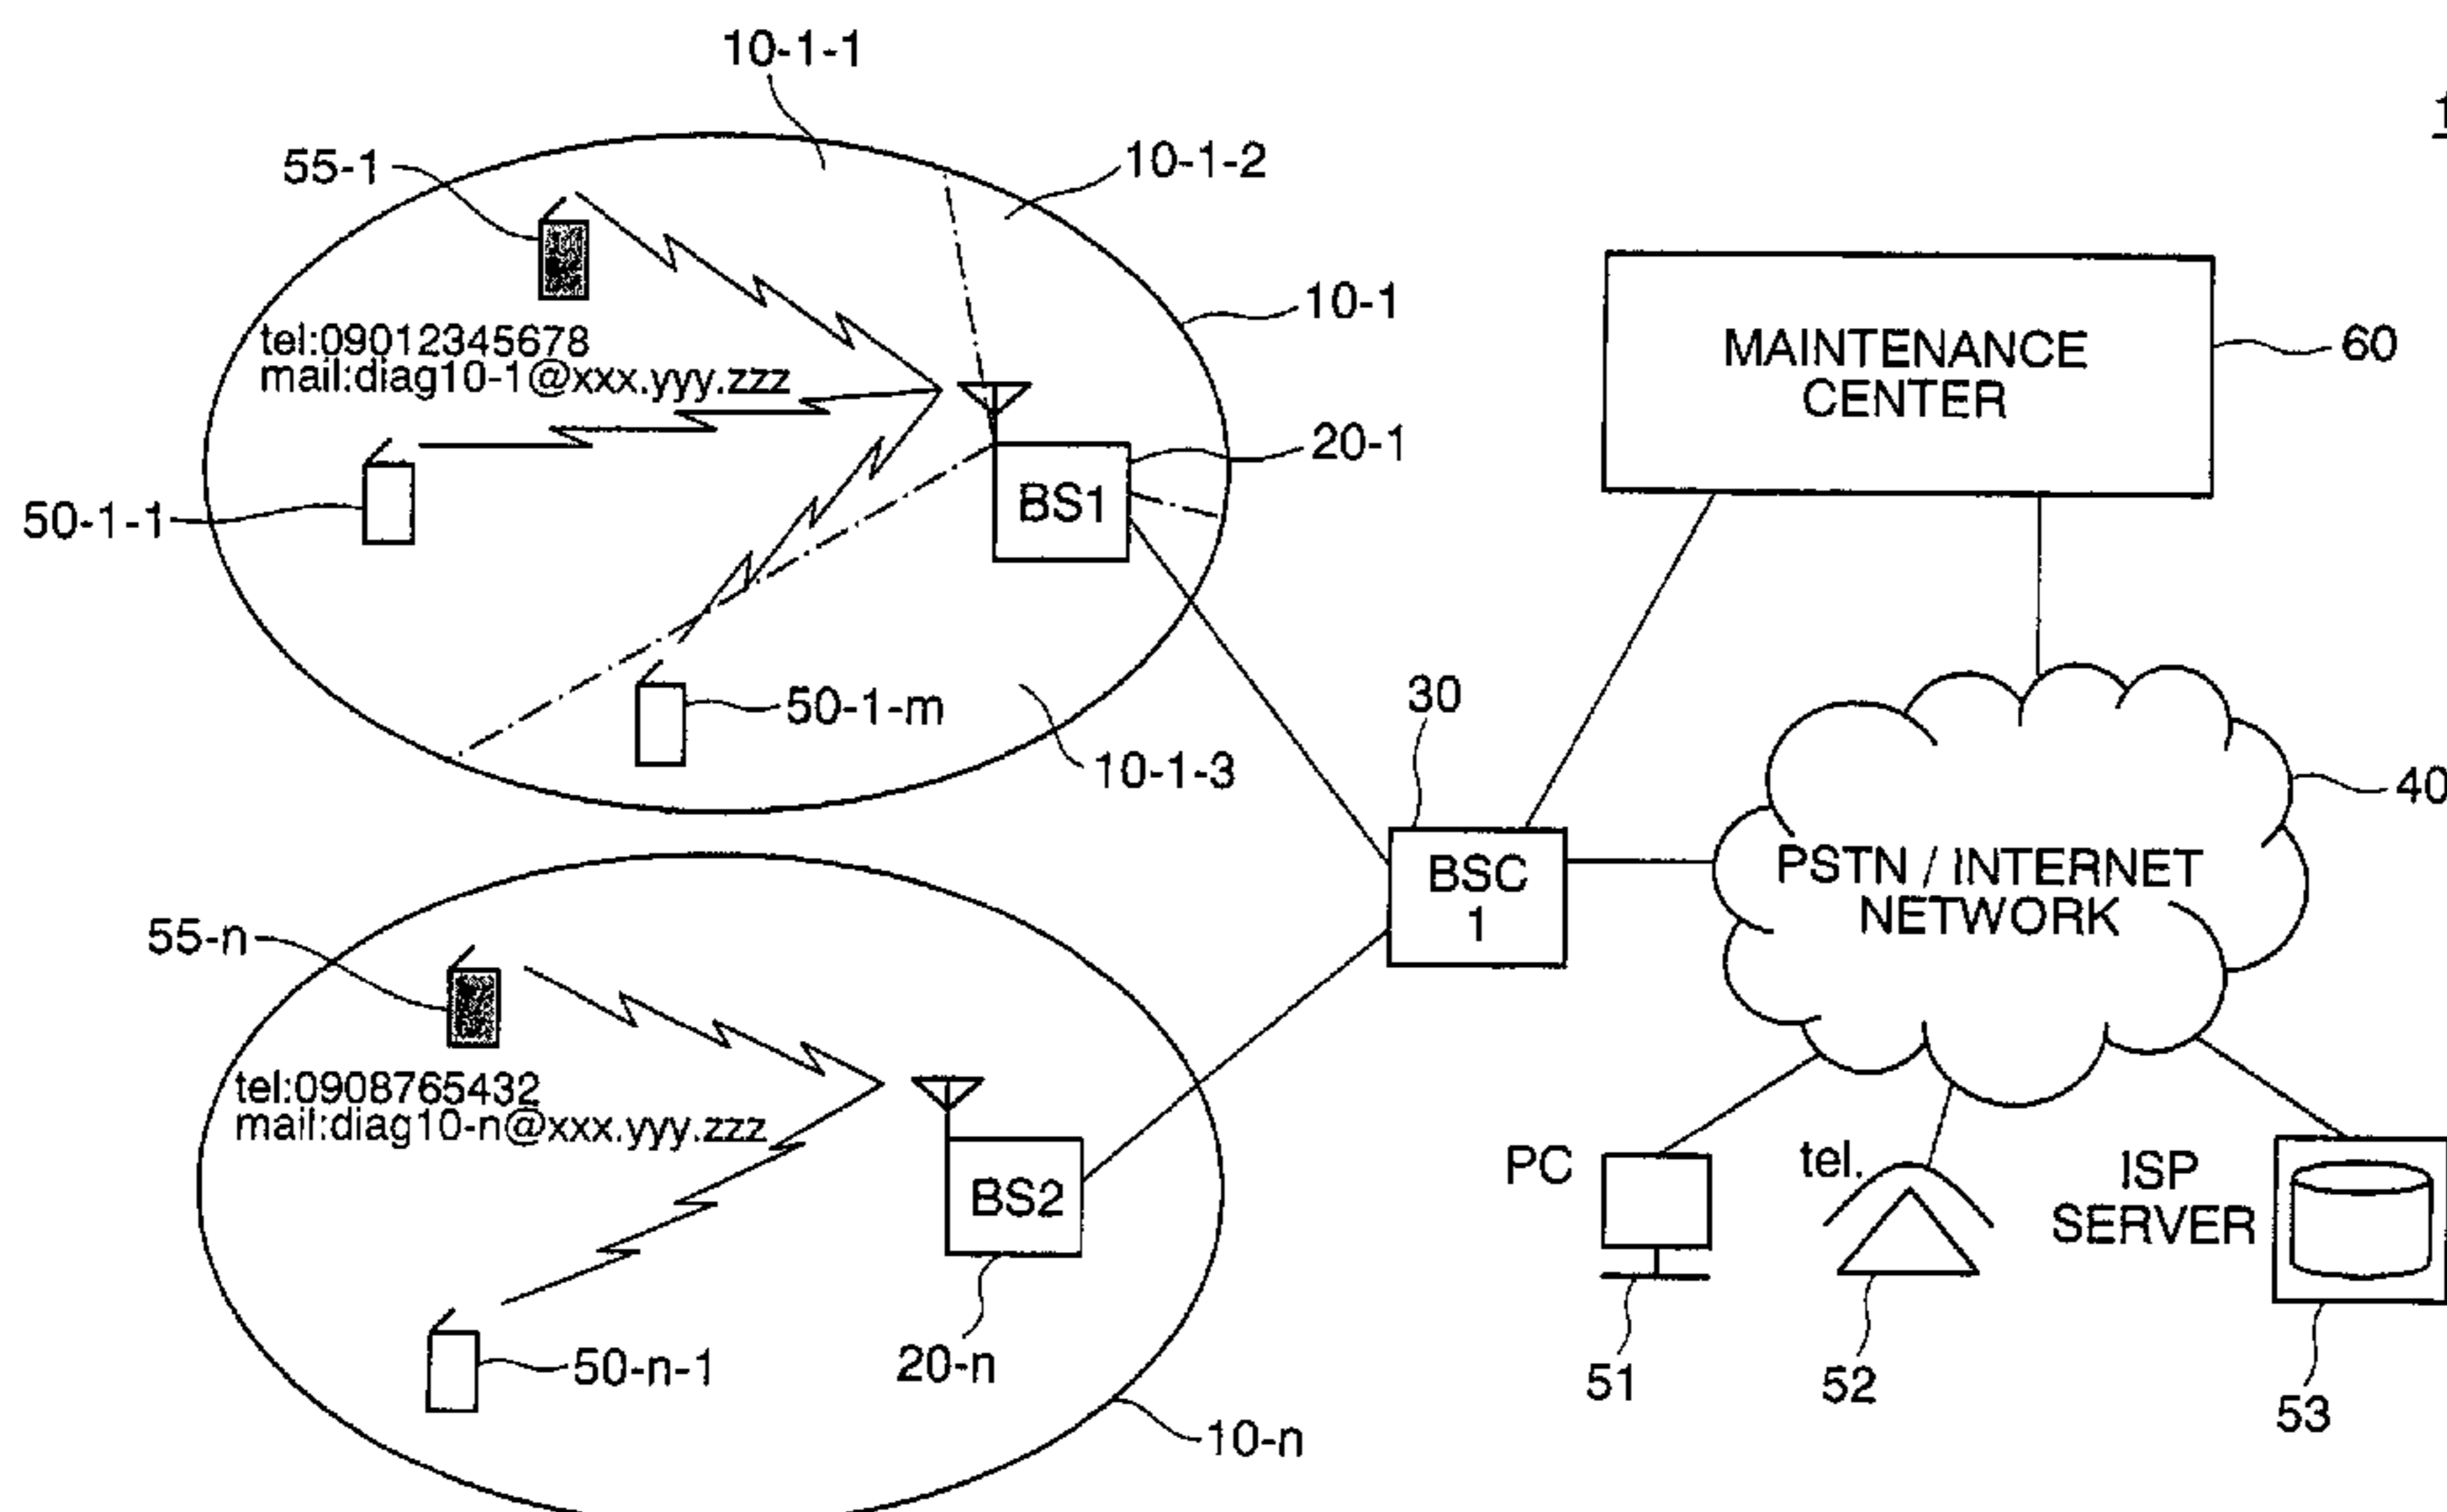 10-1-1
1
55-1
10-1-2
10-1
tel:09012345678
mail:diag10-1@xxx.yyy.zzz
MAINTENANCE
CENTER
60
20-1
BS1
50-1-1
50-1-m
10-1-3
30
40
BSC
1
PSTN / INTERNET
NETWORK
55-n
tel:0908765432
mail:diag10-n@xxx.yyy.zzz
BS2
PC
tel.
ISP
SERVER
50-n-1
20-n
51
52
53
10-n